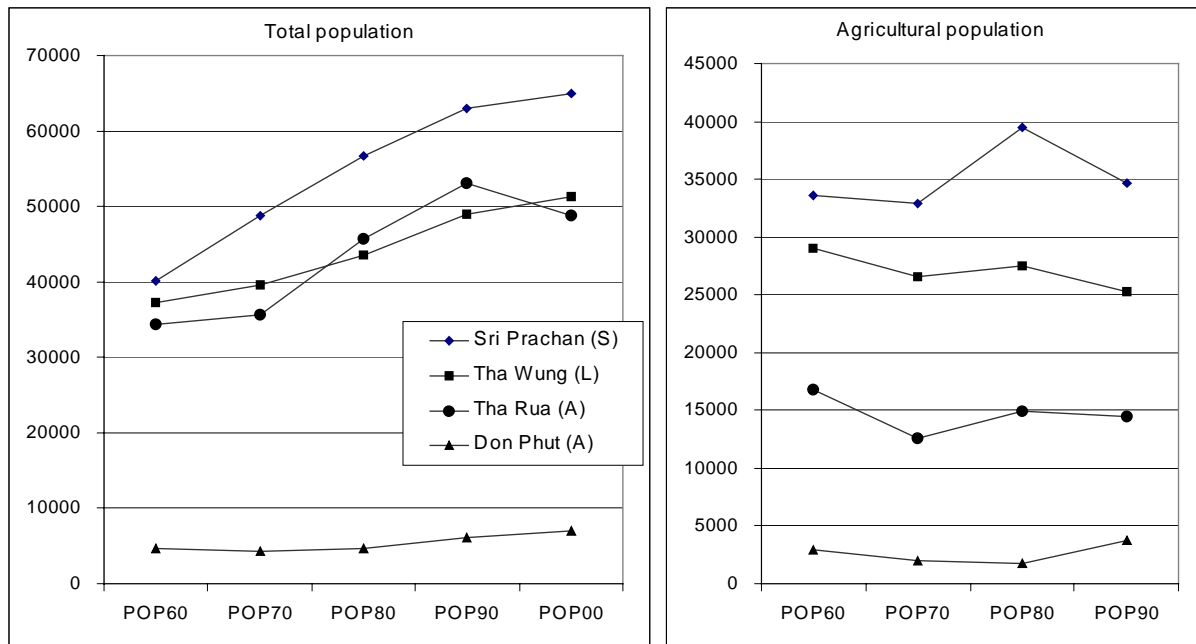 Total population
70000
60000
50000
40000
30000
20000
10000
0
POP60 POP70 POP80 POP90 POP00
Sri Prachan (S)
Tha Wung (L)
Tha Rua (A)
Don Phut (A)
Agricultural population
45000
40000
35000
30000
25000
20000
15000
10000
5000
0
POP60 POP70 POP80 POP90